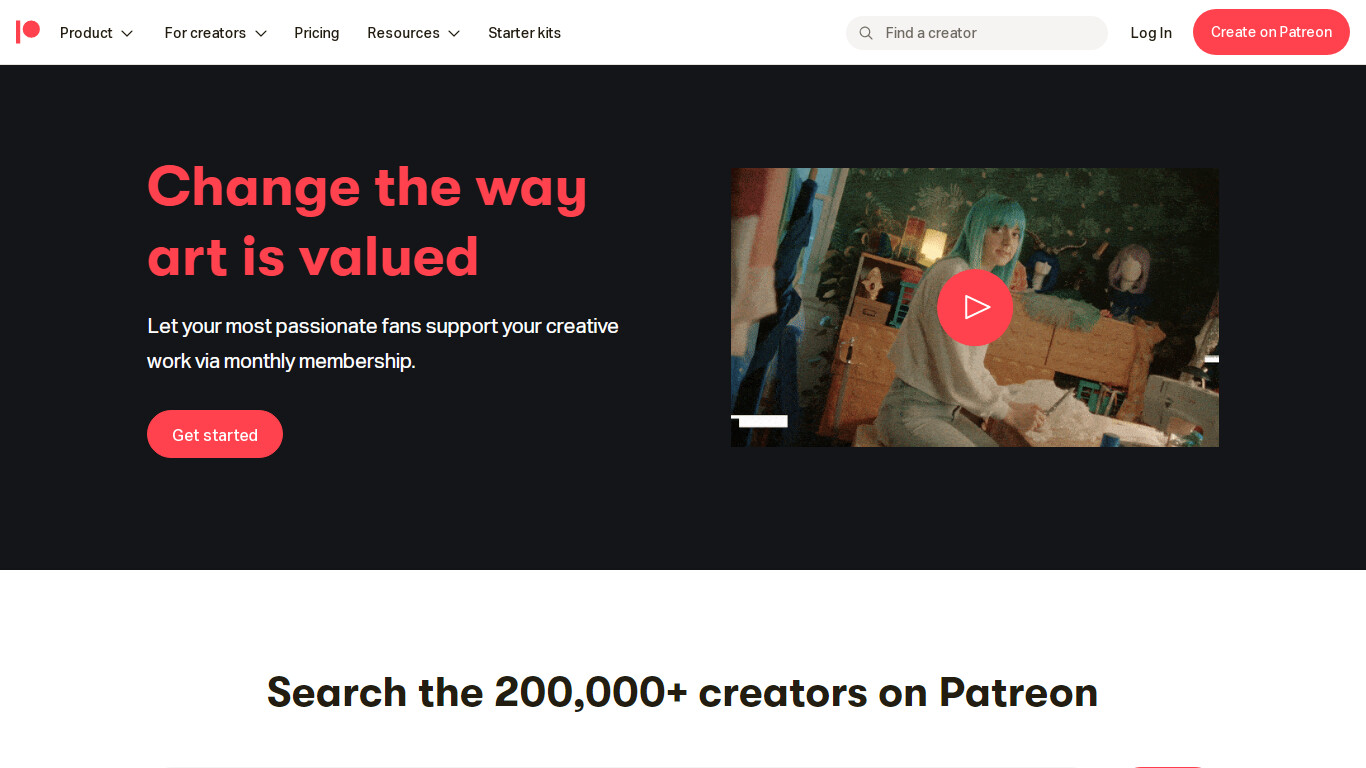 Product
For creators
Pricing
Resources
Starter kits
Find a creator
Log In
Create on Patreon
Change the way
art is valued
Let your most passionate fans support your creative
work via monthly membership.
Get started
Search the 200,000+ creators on Patreon